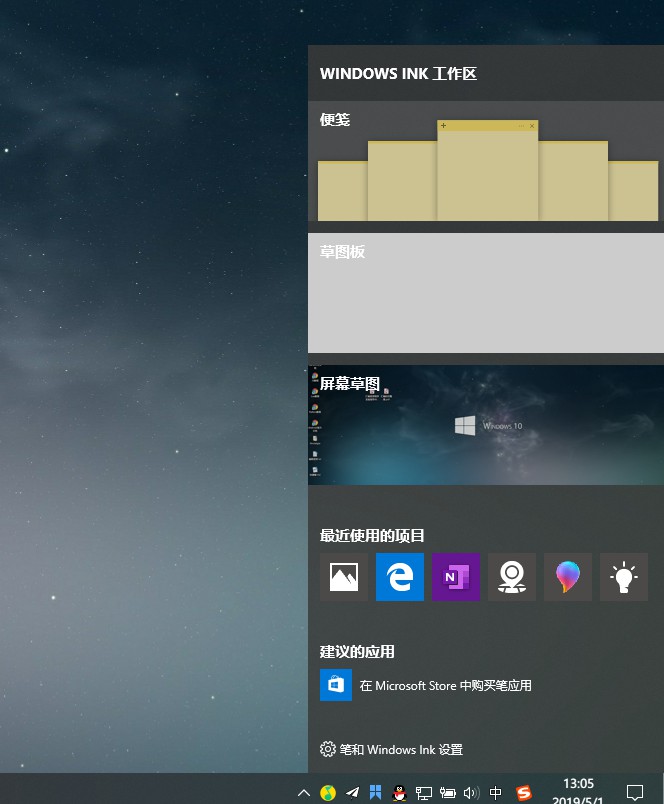 WINDOWS INK 工作区
便笺
草图板
屏幕草图
Windows 10
最近使用的项目
N
建议的应用
在 Microsoft Store 中购买笔应用
笔和 Windows Ink 设置
中
S
13:05
2019/5/1